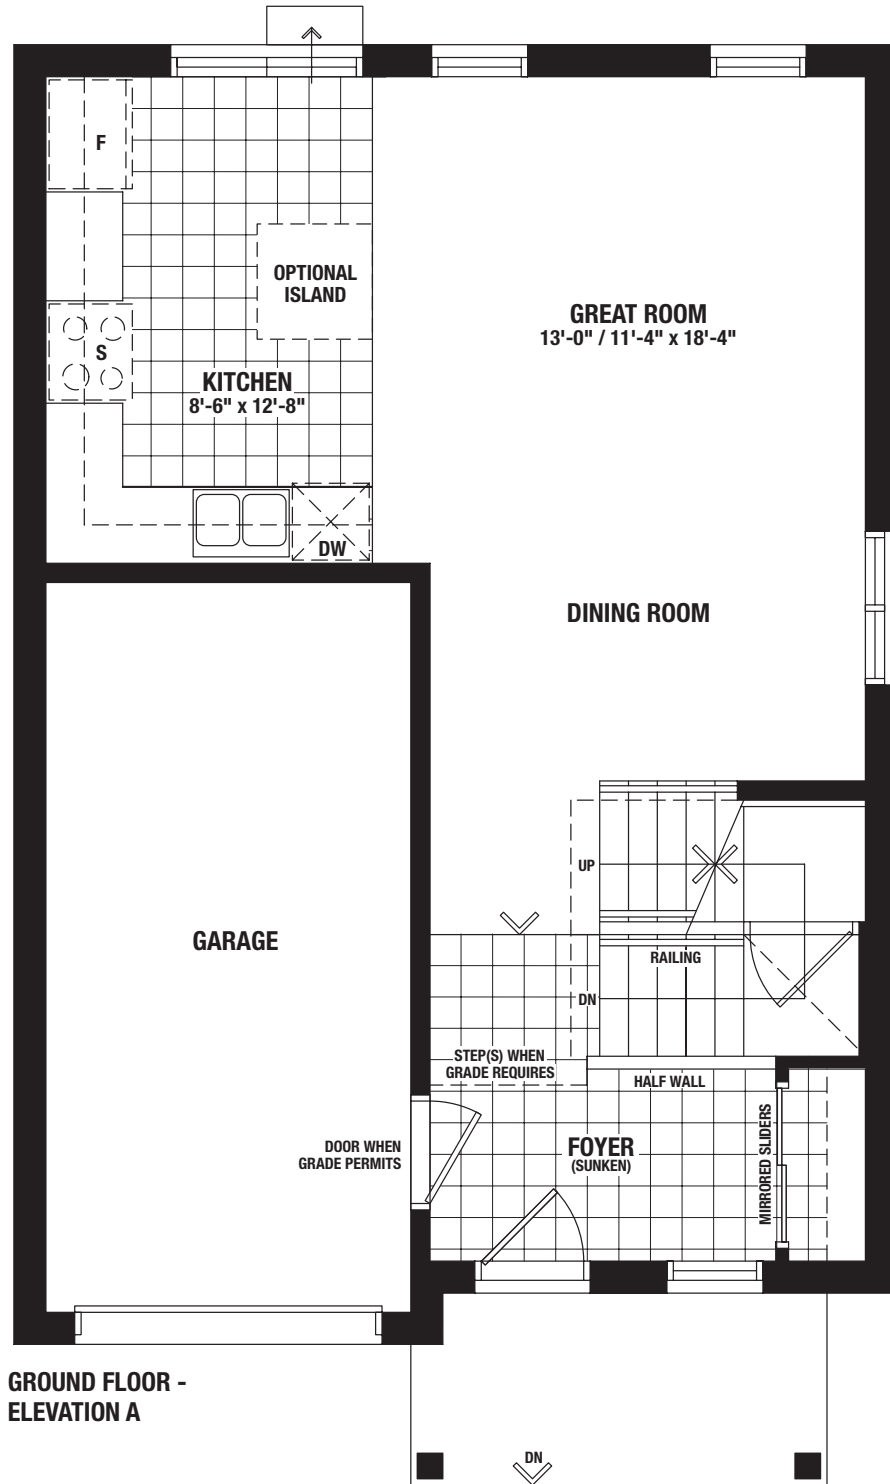 F
OPTIONAL
ISLAND
GREAT ROOM
13'-0" / 11'-4" x 18'-4"
S
KITCHEN
8'-6" x 12'-8"
DW
DINING ROOM
UP
GARAGE
RAILING
DN
STEP(S) WHEN
GRADE REQUIRES
HALF WALL
MIRRORED SLIDERS
DOOR WHEN
GRADE PERMITS
FOYER
(SUNKEN)
GROUND FLOOR -
ELEVATION A
DN